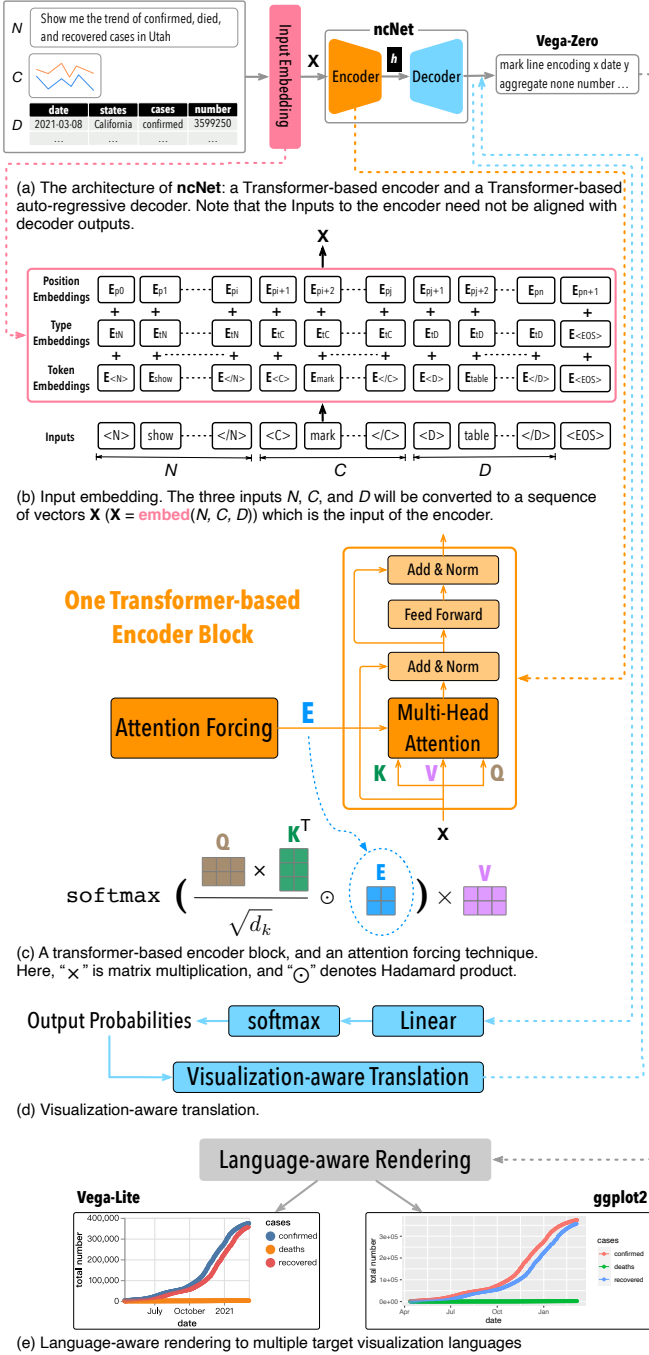 N
Show me the trend of confirmed, died,
and recovered cases in Utah
C
D
date states cases number
2021-03-08 California confirmed 3599250
... ... ... ...
Input Embedding
X
ncNet
Encoder
h
Decoder
Vega-Zero
mark line encoding x date y
aggregate none number ...
(a) The architecture of ncNet: a Transformer-based encoder and a Transformer-based
auto-regressive decoder. Note that the Inputs to the encoder need not be aligned with
decoder outputs.
X
Position
Embeddings
Ep0 Ep1 Epi Epi+1 Epi+2 Epj Epj+1 Epj+2 Epn Epn+1
+ + + + + + + + + +
Type
Embeddings
EtN EtN EtN EtC EtC EtC EtD EtD EtD E<EOS>
+ + + + + + + + + +
Token
Embeddings
E<N> Eshow E</N> E<C> Emark E</C> E<D> Etable E</D> E<EOS>
Inputs
<N> show </N> <C> mark </C> <D> table </D> <EOS>
N C D
(b) Input embedding. The three inputs N, C, and D will be converted to a sequence
of vectors X (X = embed(N, C, D)) which is the input of the encoder.
One Transformer-based
Encoder Block
Add & Norm
Feed Forward
Add & Norm
Attention Forcing
E
Multi-Head
Attention
K V Q
X
Q × K^T
softmax ( / √d_k ⊙ E ) × V
(c) A transformer-based encoder block, and an attention forcing technique.
Here, “×” is matrix multiplication, and “⊙” denotes Hadamard product.
Output Probabilities
softmax
Linear
Visualization-aware Translation
(d) Visualization-aware translation.
Language-aware Rendering
Vega-Lite
400,000
300,000
200,000
100,000
0
total number
July October 2021
date
cases
confirmed
deaths
recovered
ggplot2
3e+05
2e+05
1e+05
0e+00
total number
Apr Jul Oct Jan
date
cases
confirmed
deaths
recovered
(e) Language-aware rendering to multiple target visualization languages